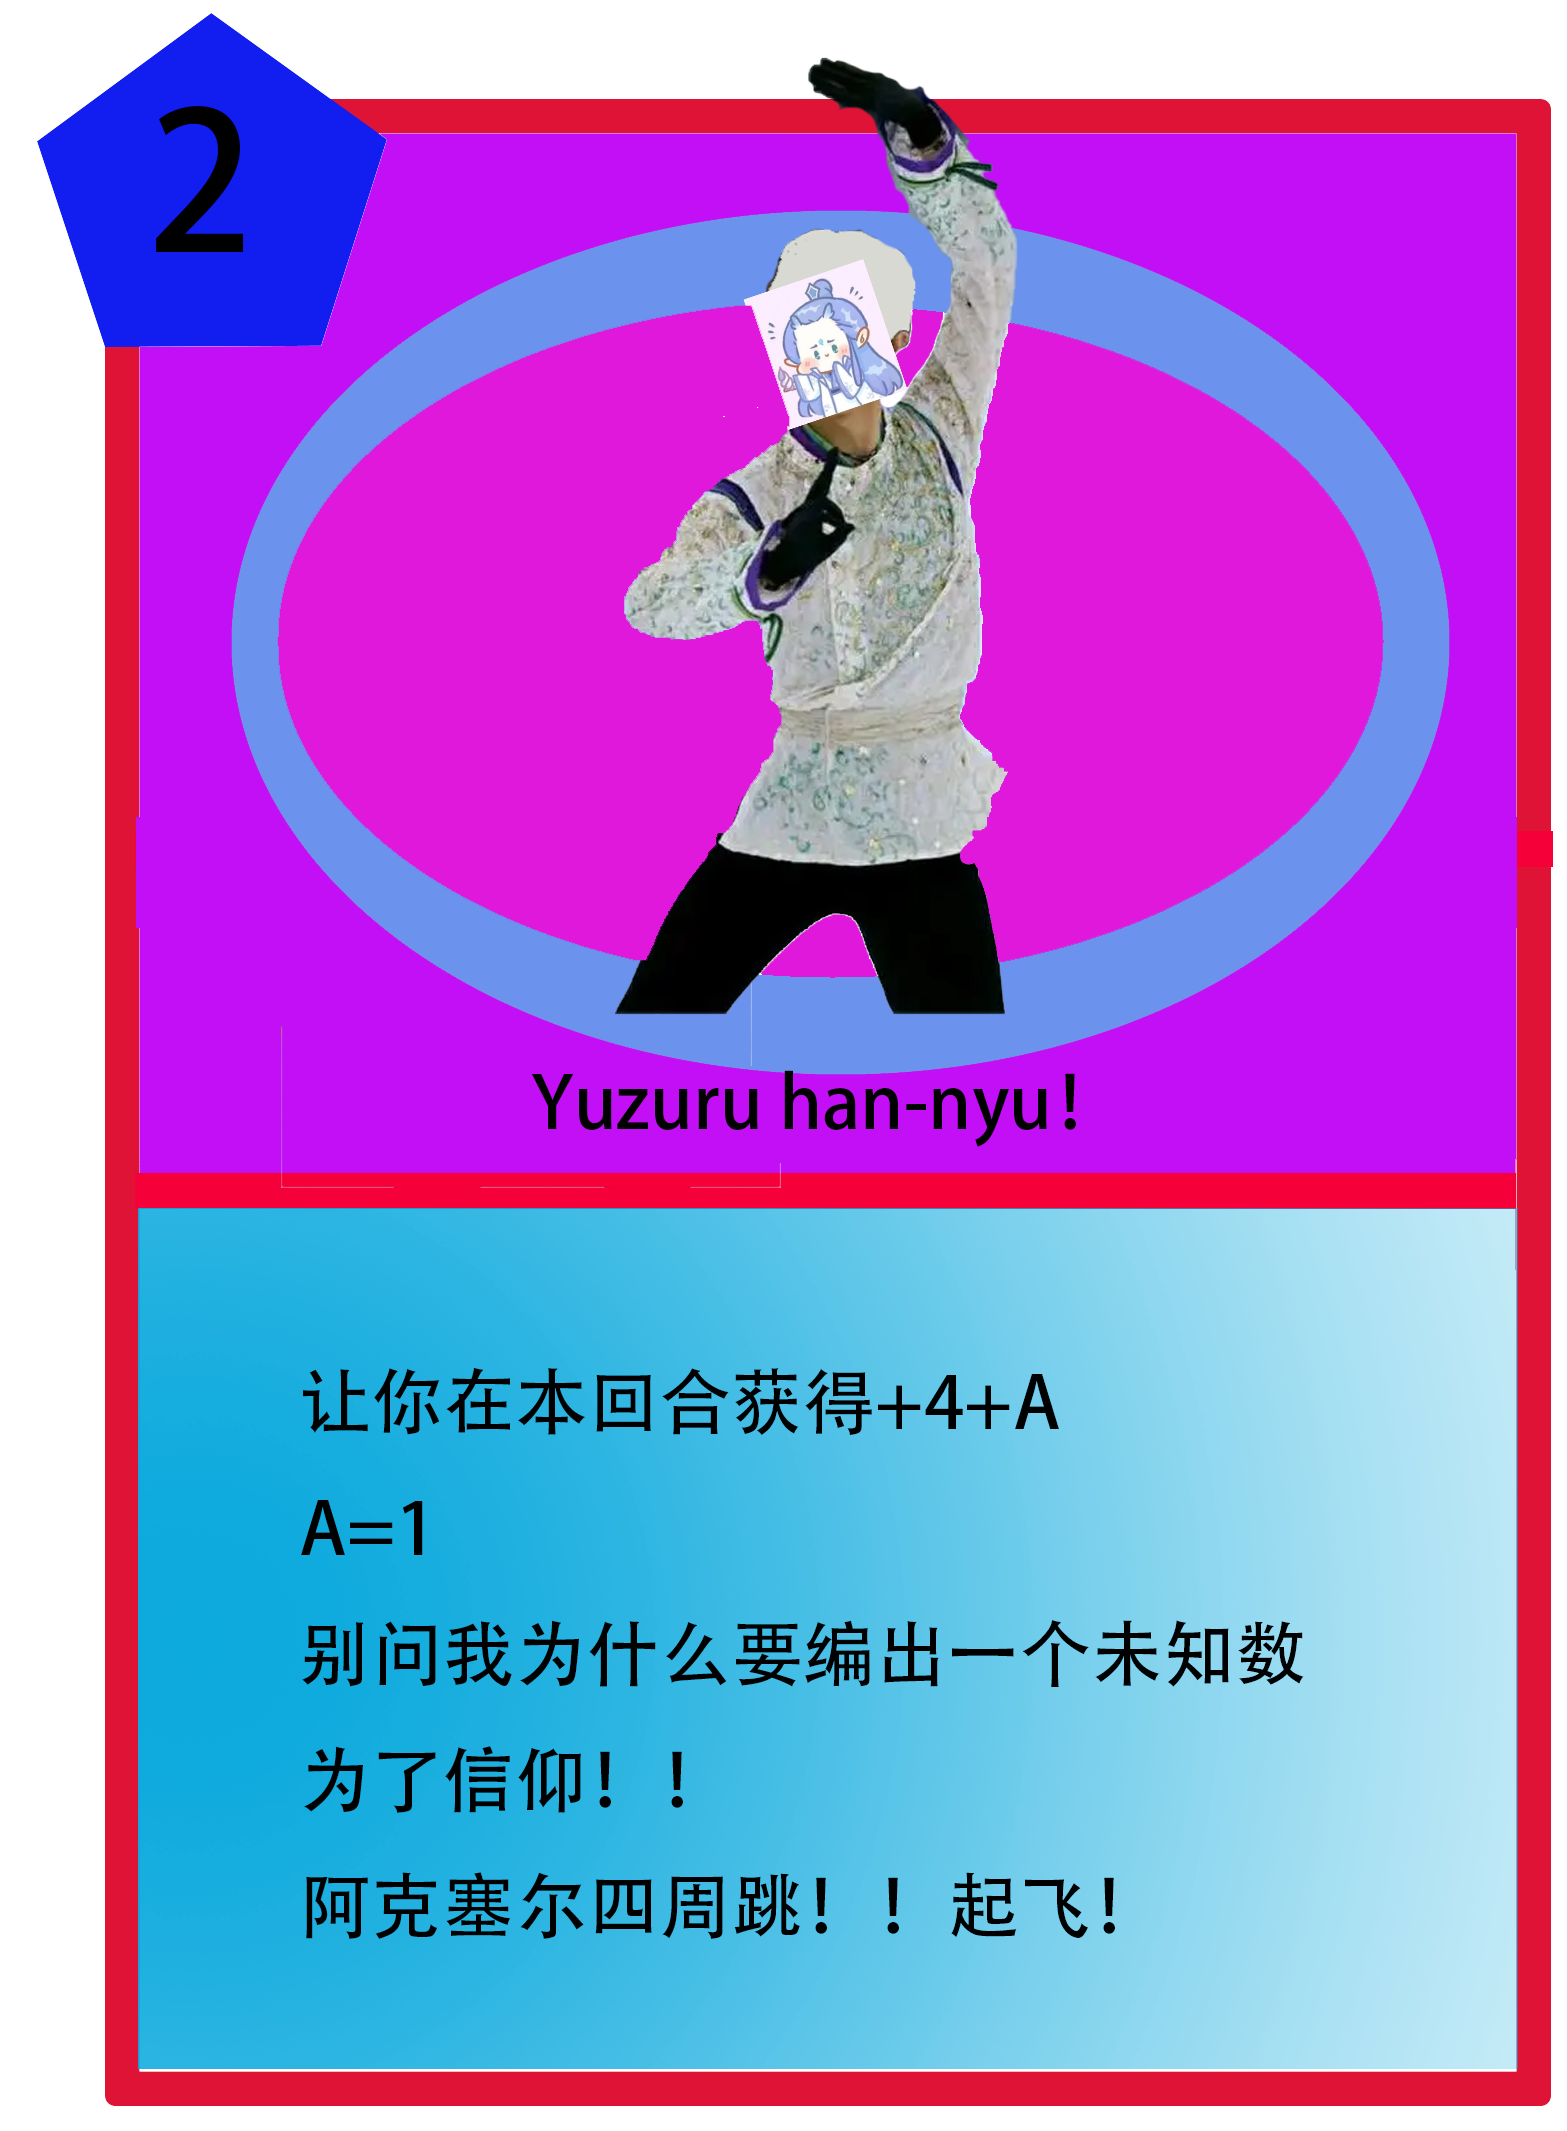 2
Yuzuru han-nyu!
让你在本回合获得+4+A
A=1
别问我为什么要编出一个未知数
为了信仰！！
阿克塞尔四周跳！！起飞！